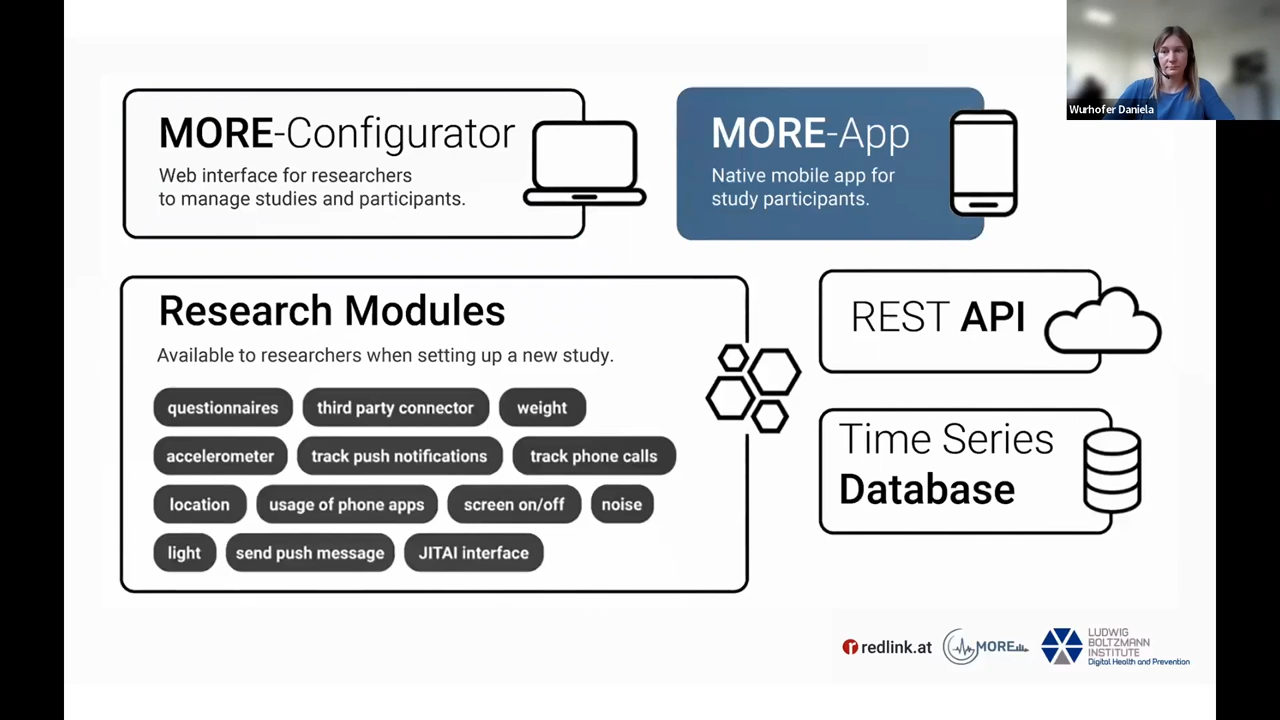 Wurhofer Daniela
MORE-Configurator
Web interface for researchers
to manage studies and participants.
MORE-App
Native mobile app for
study participants.
Research Modules
Available to researchers when setting up a new study.
questionnaires
third party connector
weight
accelerometer
track push notifications
track phone calls
location
usage of phone apps
screen on/off
noise
light
send push message
JITAI interface
REST API
Time Series
Database
redlink.at
MORE
LUDWIG
BOLTZMANN
INSTITUTE
Digital Health and Prevention